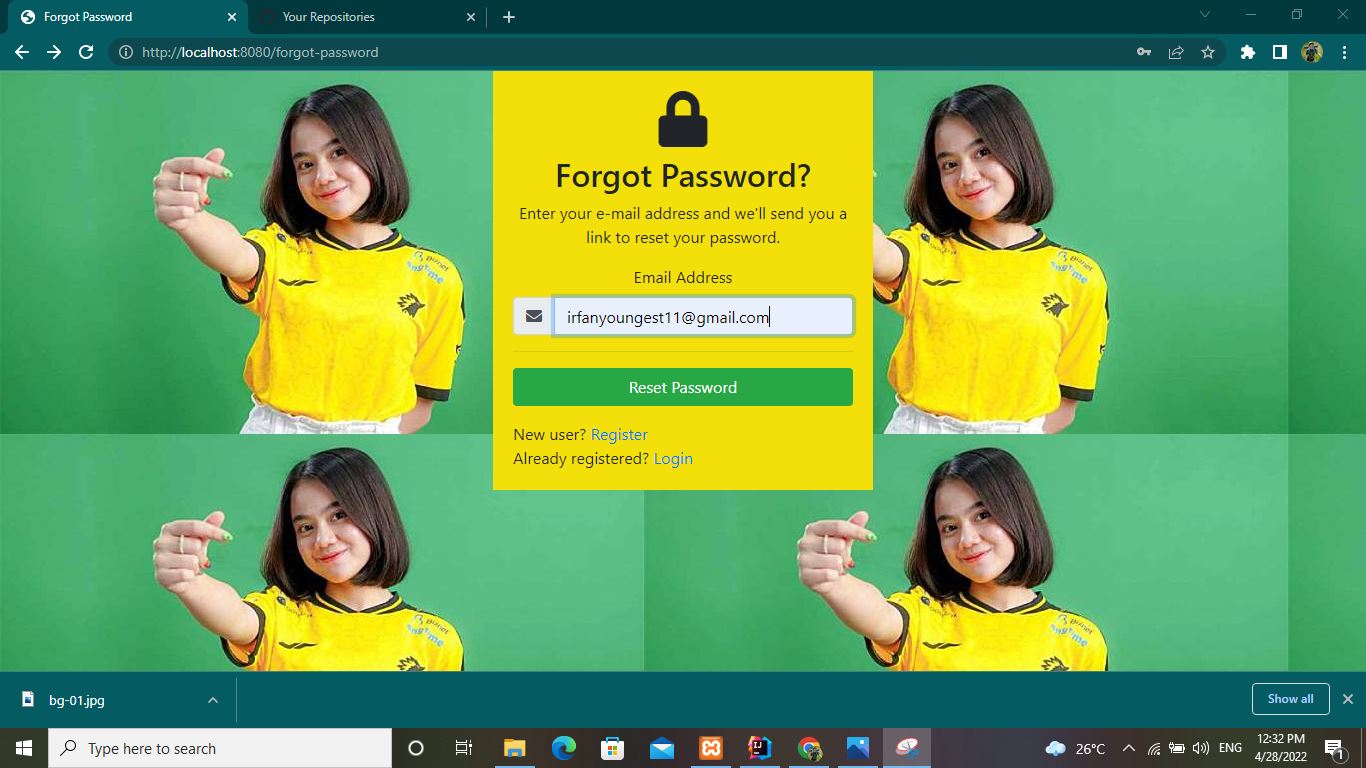 Forgot Password
Your Repositories
http://localhost:8080/forgot-password
Forgot Password?
Enter your e-mail address and we'll send you a
link to reset your password.
Email Address
irfanyoungest11@gmail.com
Reset Password
New user? Register
Already registered? Login
Biznet
bg-01.jpg
Show all
Type here to search
26°C
ENG
12:32 PM
4/28/2022
1